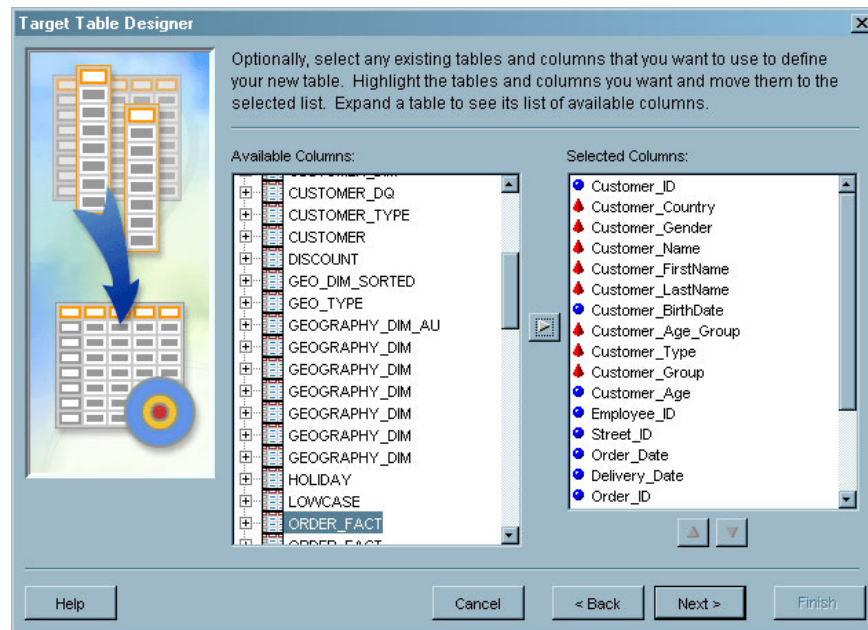 Target Table Designer
Optionally, select any existing tables and columns that you want to use to define
your new table. Highlight the tables and columns you want and move them to the
selected list. Expand a table to see its list of available columns.
Available Columns:
CUSTOMER_DIM
CUSTOMER_DQ
CUSTOMER_TYPE
CUSTOMER
DISCOUNT
GEO_DIM_SORTED
GEO_TYPE
GEOGRAPHY_DIM_AU
GEOGRAPHY_DIM
GEOGRAPHY_DIM
GEOGRAPHY_DIM
GEOGRAPHY_DIM
GEOGRAPHY_DIM
GEOGRAPHY_DIM
HOLIDAY
LOWCASE
ORDER_FACT
ORDER_FACT
Selected Columns:
Customer_ID
Customer_Country
Customer_Gender
Customer_Name
Customer_FirstName
Customer_LastName
Customer_BirthDate
Customer_Age_Group
Customer_Type
Customer_Group
Customer_Age
Employee_ID
Street_ID
Order_Date
Delivery_Date
Order_ID
Help
Cancel
< Back
Next >
Finish